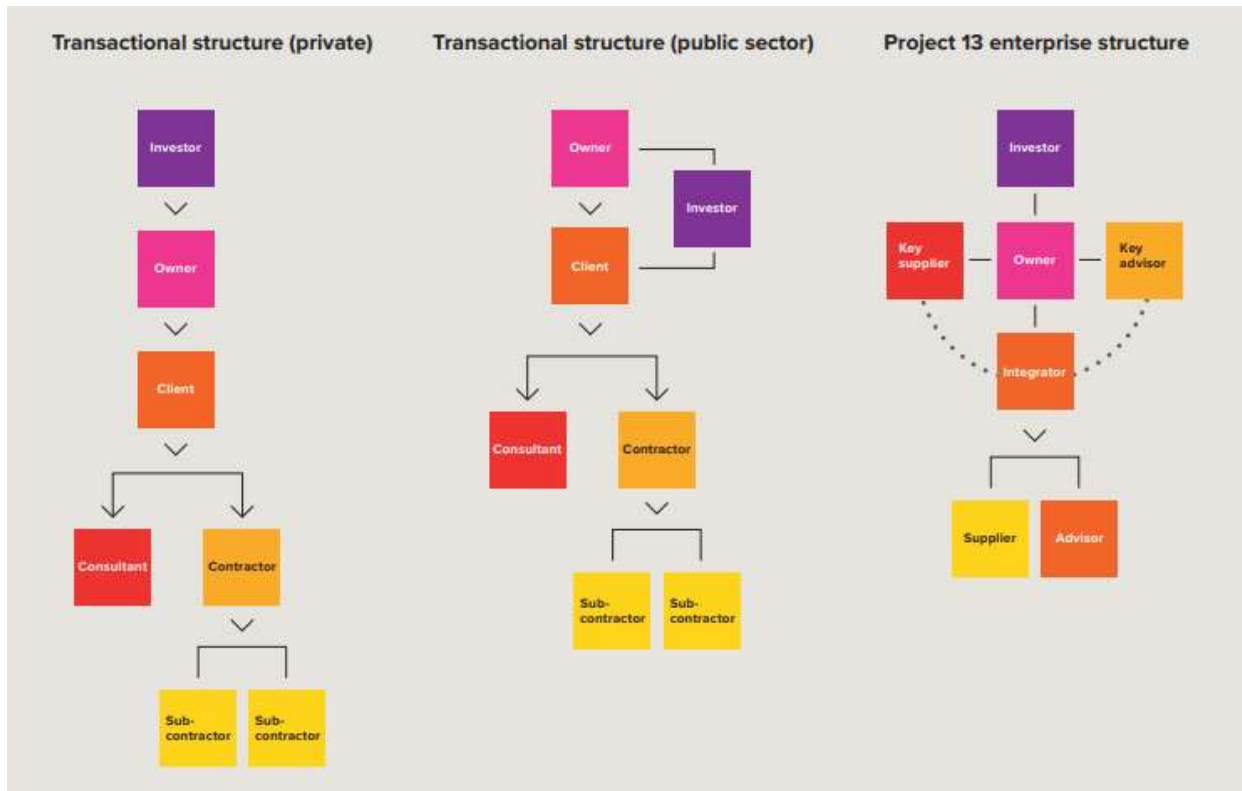 Transactional structure (private)
Investor
Owner
Client
Consultant
Contractor
Sub-
contractor
Sub-
contractor
Transactional structure (public sector)
Owner
Investor
Client
Consultant
Contractor
Sub-
contractor
Sub-
contractor
Project 13 enterprise structure
Investor
Key
supplier
Owner
Key
advisor
Integrator
Supplier
Advisor